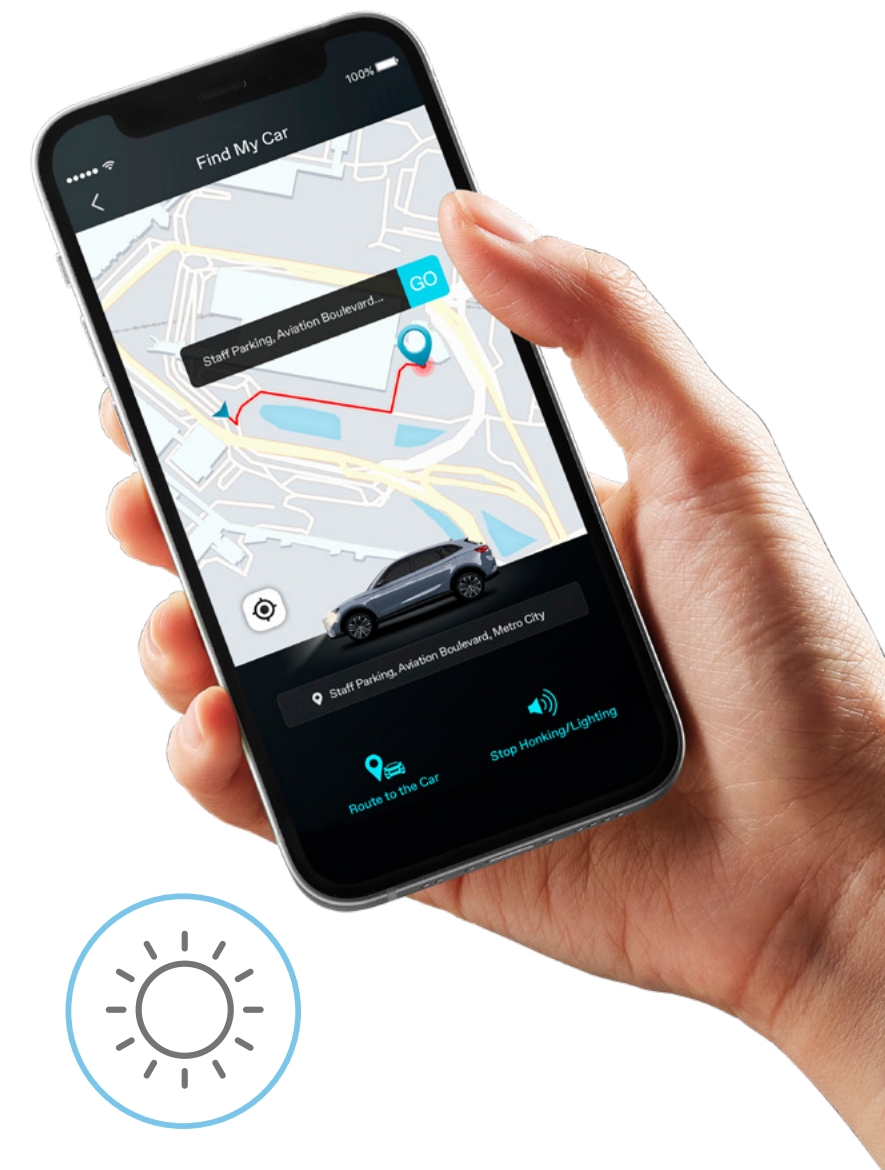 100%
Find My Car
Staff Parking, Aviation Boulevard...
GO
Staff Parking, Aviation Boulevard, Metro City
Route to the Car
Stop Honking/Lighting